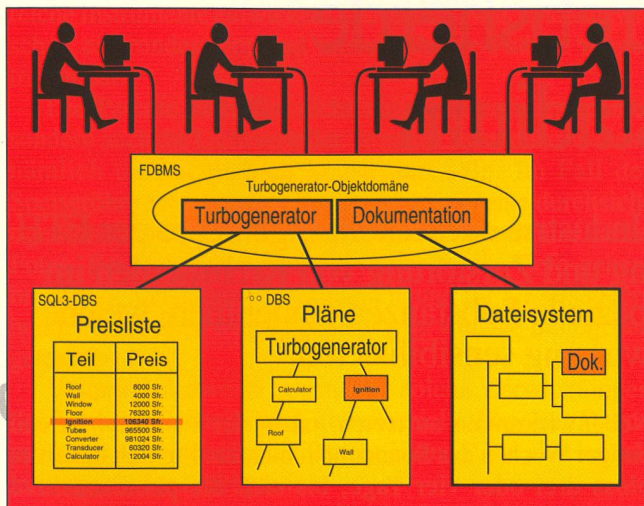 FDBMS
Turbogenerator-Objektdomäne
Turbogenerator
Dokumentation
SQL3-DBS
Preisliste
Teil Preis
Roof 8000 Sfr.
Wall 4000 Sfr.
Window 12000 Sfr.
Floor 76320 Sfr.
Ignition 106340 Sfr.
Tubes 965500 Sfr.
Converter 981024 Sfr.
Transducer 60320 Sfr.
Calculator 12004 Sfr.
oo DBS
Pläne
Turbogenerator
Calculator
Ignition
Roof
Wall
Dateisystem
Dok.